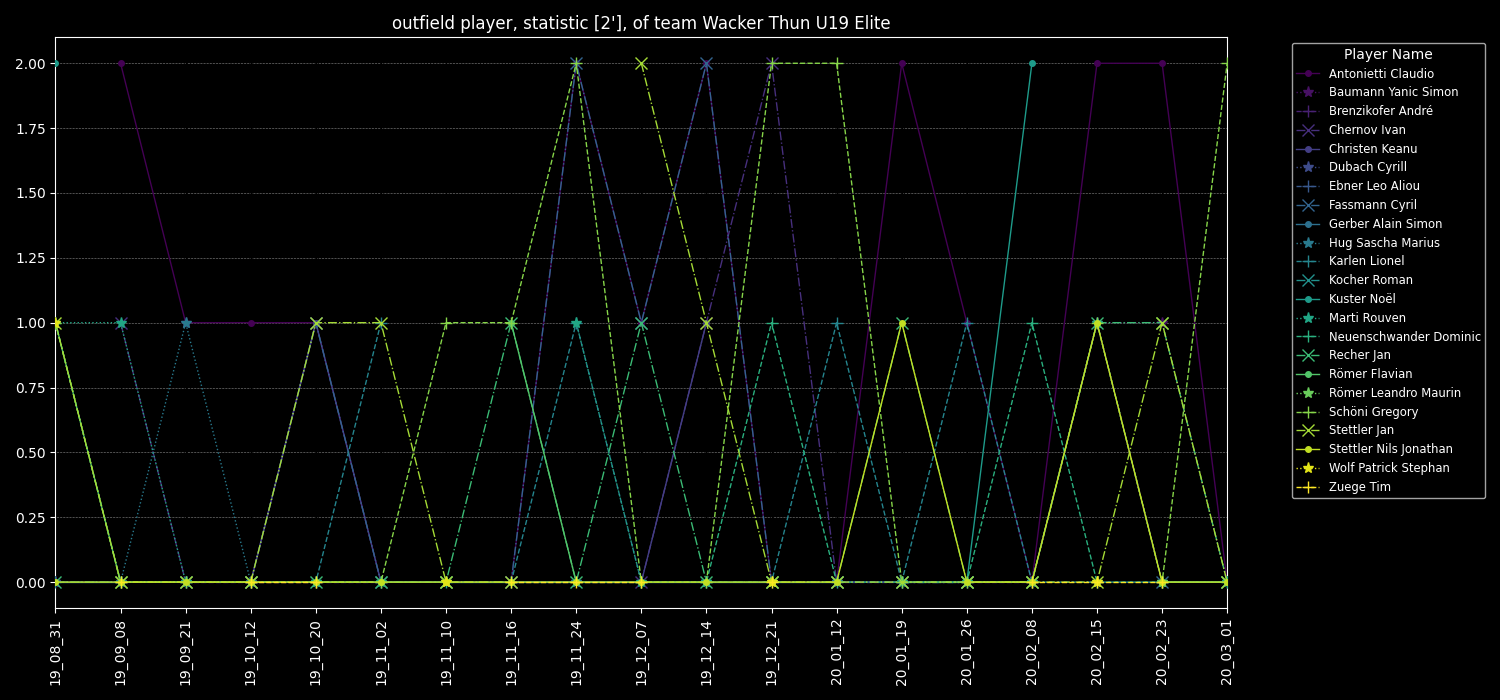 outfield player, statistic [2'], of team Wacker Thun U19 Elite
2.00
1.75
1.50
1.25
1.00
0.75
0.50
0.25
0.00
19_08_31
19_09_08
19_09_21
19_10_12
19_10_20
19_11_02
19_11_10
19_11_16
19_11_24
19_12_07
19_12_14
19_12_21
20_01_12
20_01_19
20_01_26
20_02_08
20_02_15
20_02_23
20_03_01
Player Name
Antonietti Claudio
Baumann Yanic Simon
Brenzikofer André
Chernov Ivan
Christen Keanu
Dubach Cyrill
Ebner Leo Aliou
Fassmann Cyril
Gerber Alain Simon
Hug Sascha Marius
Karlen Lionel
Kocher Roman
Kuster Noël
Marti Rouven
Neuenschwander Dominic
Recher Jan
Römer Flavian
Römer Leandro Maurin
Schöni Gregory
Stettler Jan
Stettler Nils Jonathan
Wolf Patrick Stephan
Zuege Tim